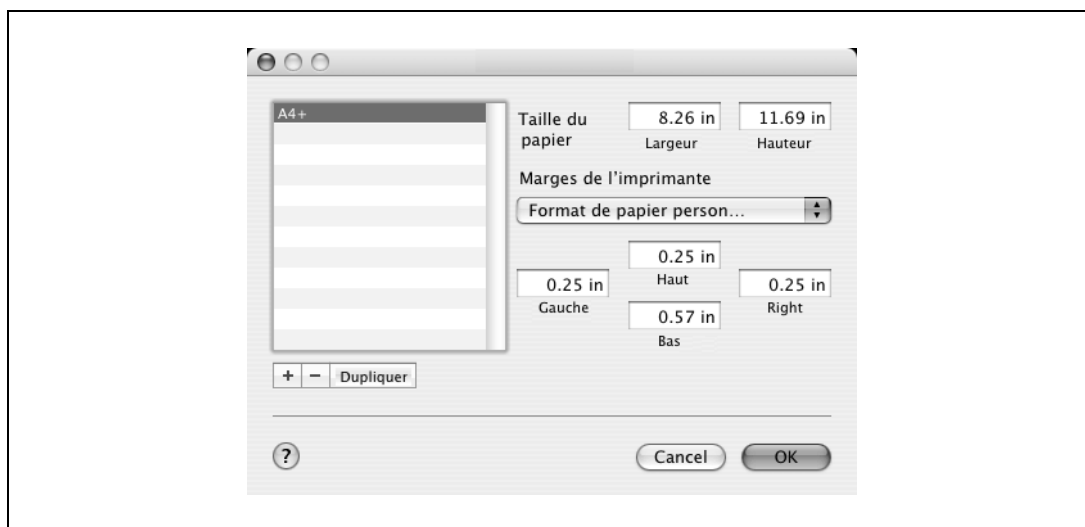 A4+
Taille du papier
8.26 in
11.69 in
Largeur
Hauteur
Marges de l'imprimante
Format de papier person...
0.25 in
Haut
0.25 in
Gauche
0.25 in
Right
0.57 in
Bas
+ − Dupliquer
?
Cancel
OK